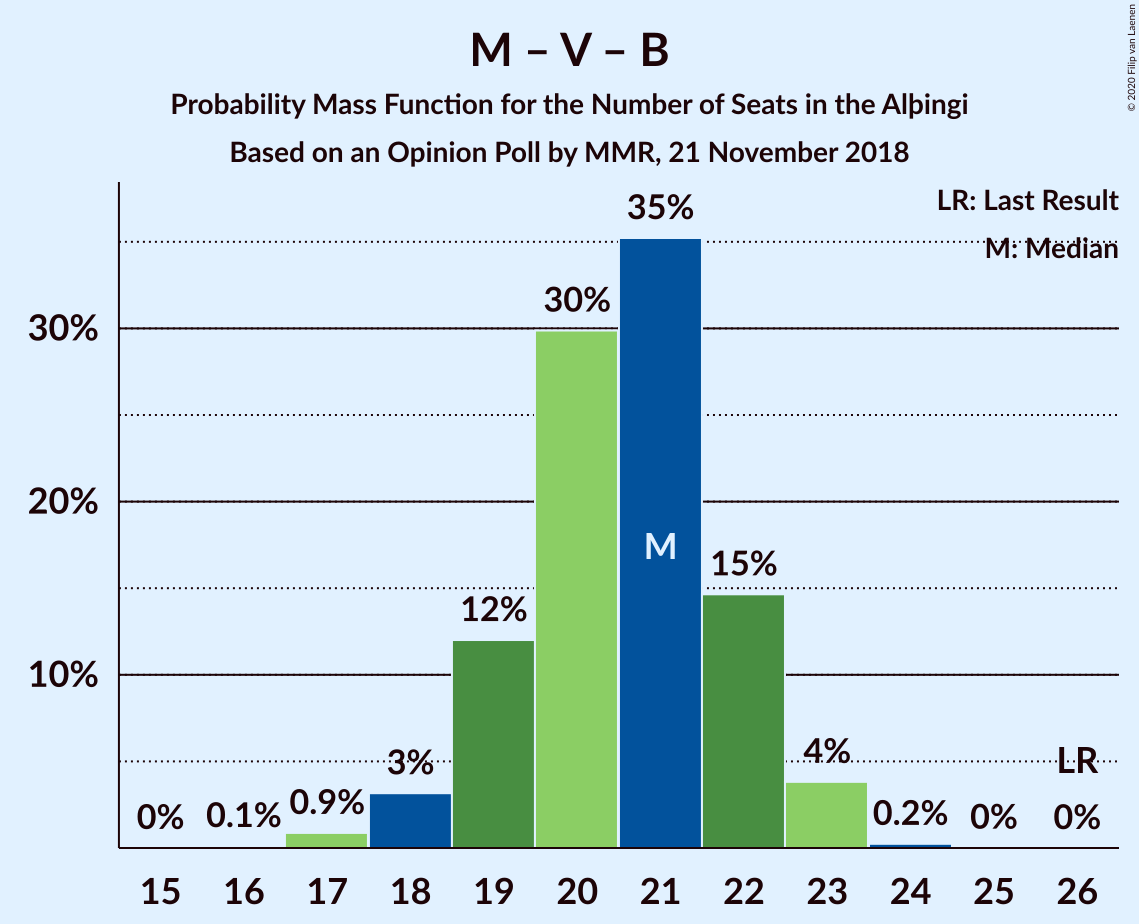 M – V – B
Probability Mass Function for the Number of Seats in the Alþingi
Based on an Opinion Poll by MMR, 21 November 2018
© 2020 Filip van Laenen
LR: Last Result
M: Median
35%
30%
30%
20%
M
15%
12%
10%
3%
4%
LR
0%
0.1%
0.9%
0.2%
0%
0%
15 16 17 18 19 20 21 22 23 24 25 26